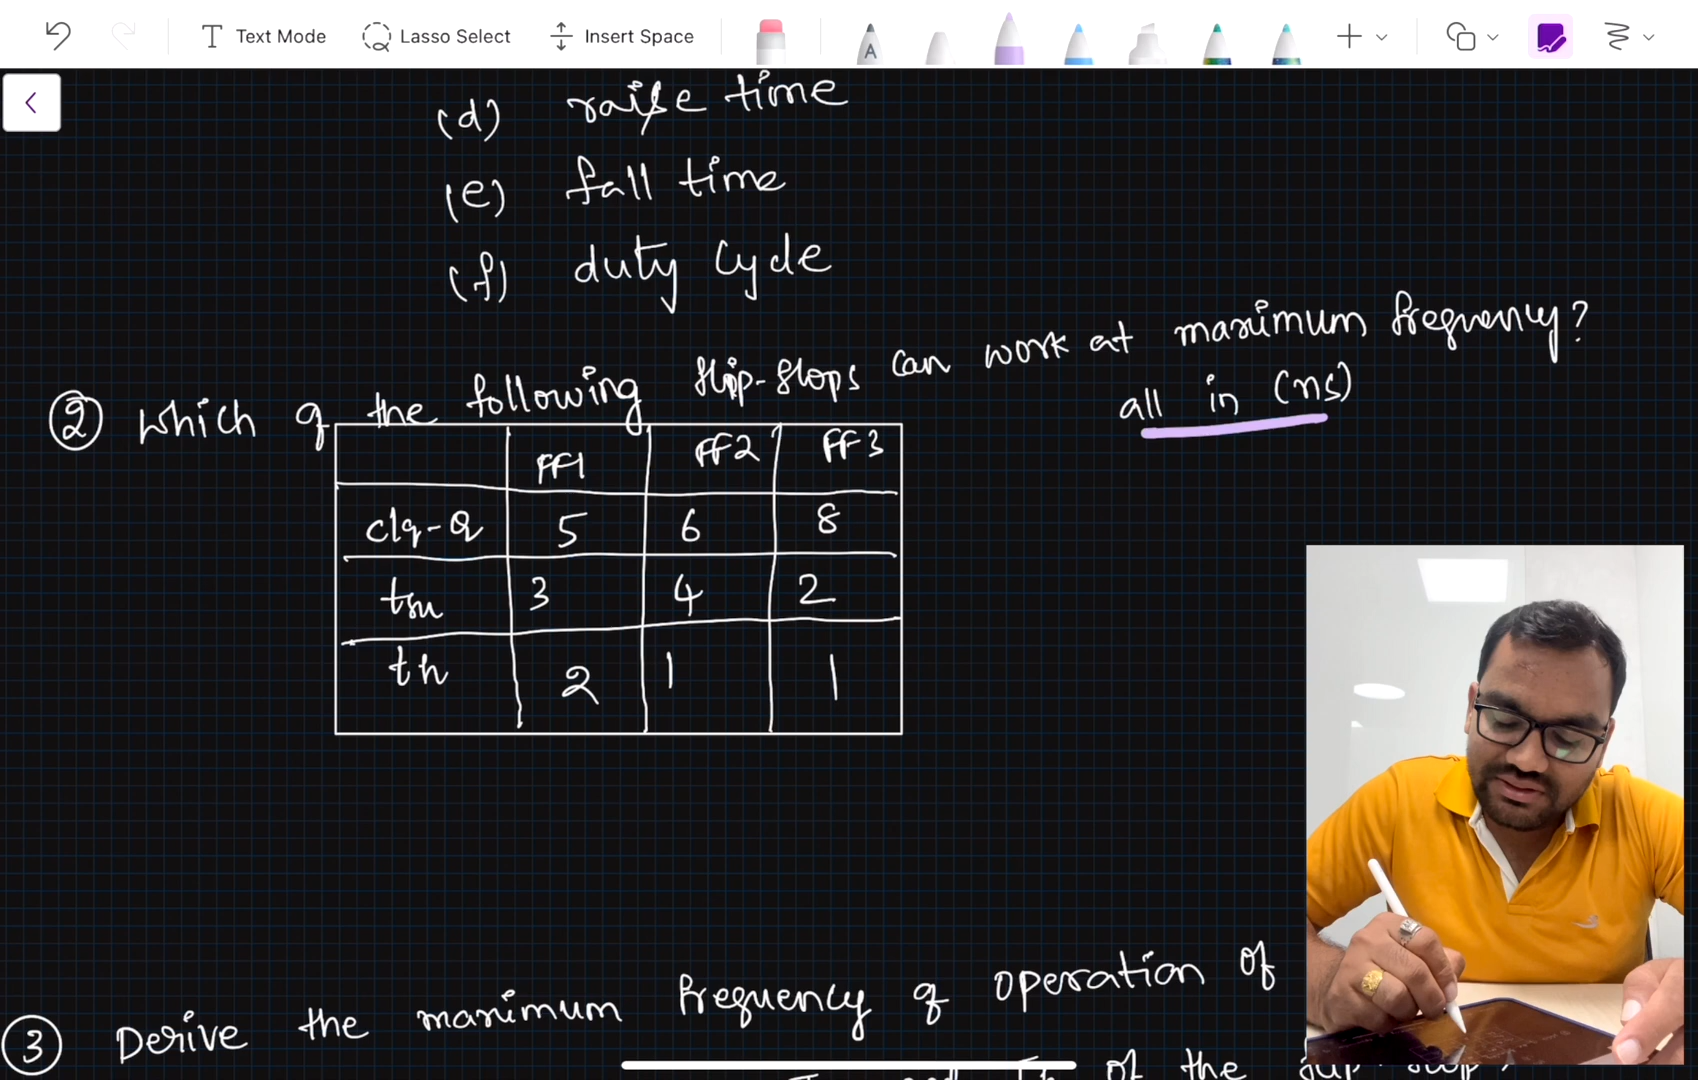 Text Mode Lasso Select Insert Space
A
(d) raise time
(e) fall time
(f) duty cycle
② which of the following flip-flops can work at maximum frequency?
all in (ns)
FF1 FF2 FF3
clq-Q 5 6 8
tsu 3 4 2
th 2 1 1
③ Derive the maximum frequency of operation of
of the